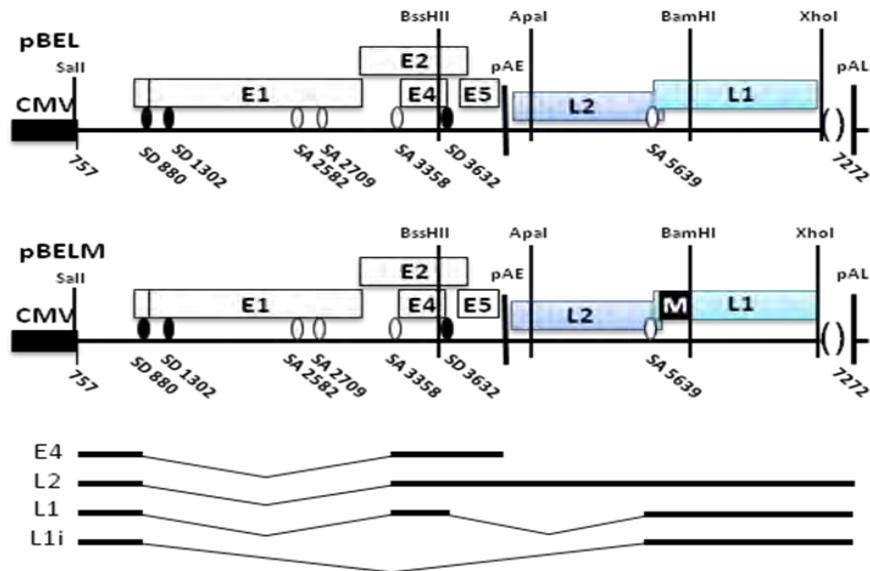 BssHII ApaI BamHI XhoI
pBEL
SalI E2 pAE pAL
CMV E1 E4 E5 L2 L1
( )
757 SD 880 SD 1302 SA 2582 SA 2709 SA 3358 SD 3632 SA 5639 7272
BssHII ApaI BamHI XhoI
pBELM
SalI E2 pAE pAL
CMV E1 E4 E5 L2 M L1
( )
757 SD 880 SD 1302 SA 2582 SA 2709 SA 3358 SD 3632 SA 5639 7272
E4
L2
L1
L1i